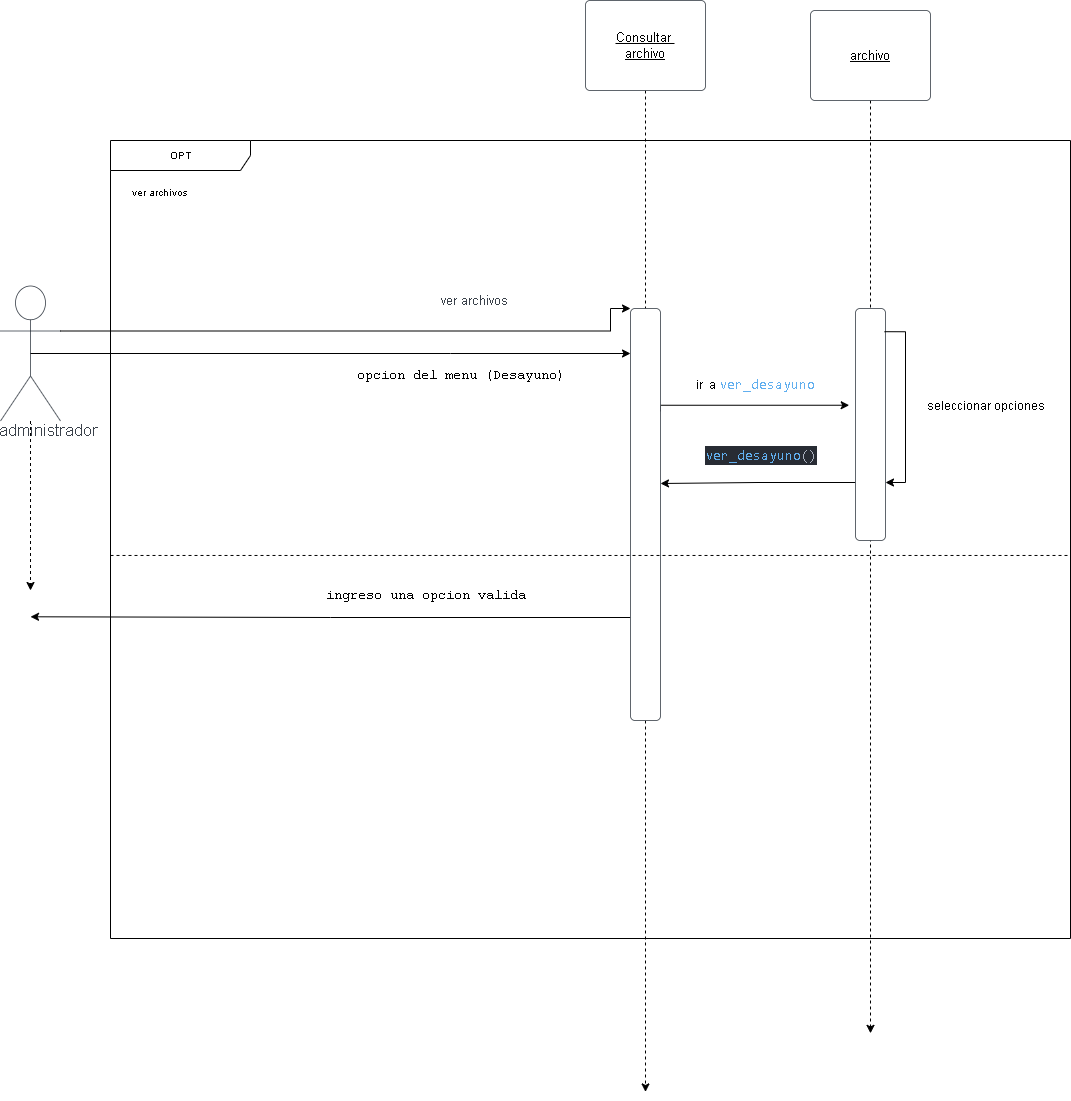 Consultar
archivo
archivo
OPT
ver archivos
ver archivos
opcion del menu (Desayuno)
ir a ver_desayuno
seleccionar opciones
administrador
ver_desayuno()
ingreso una opcion valida